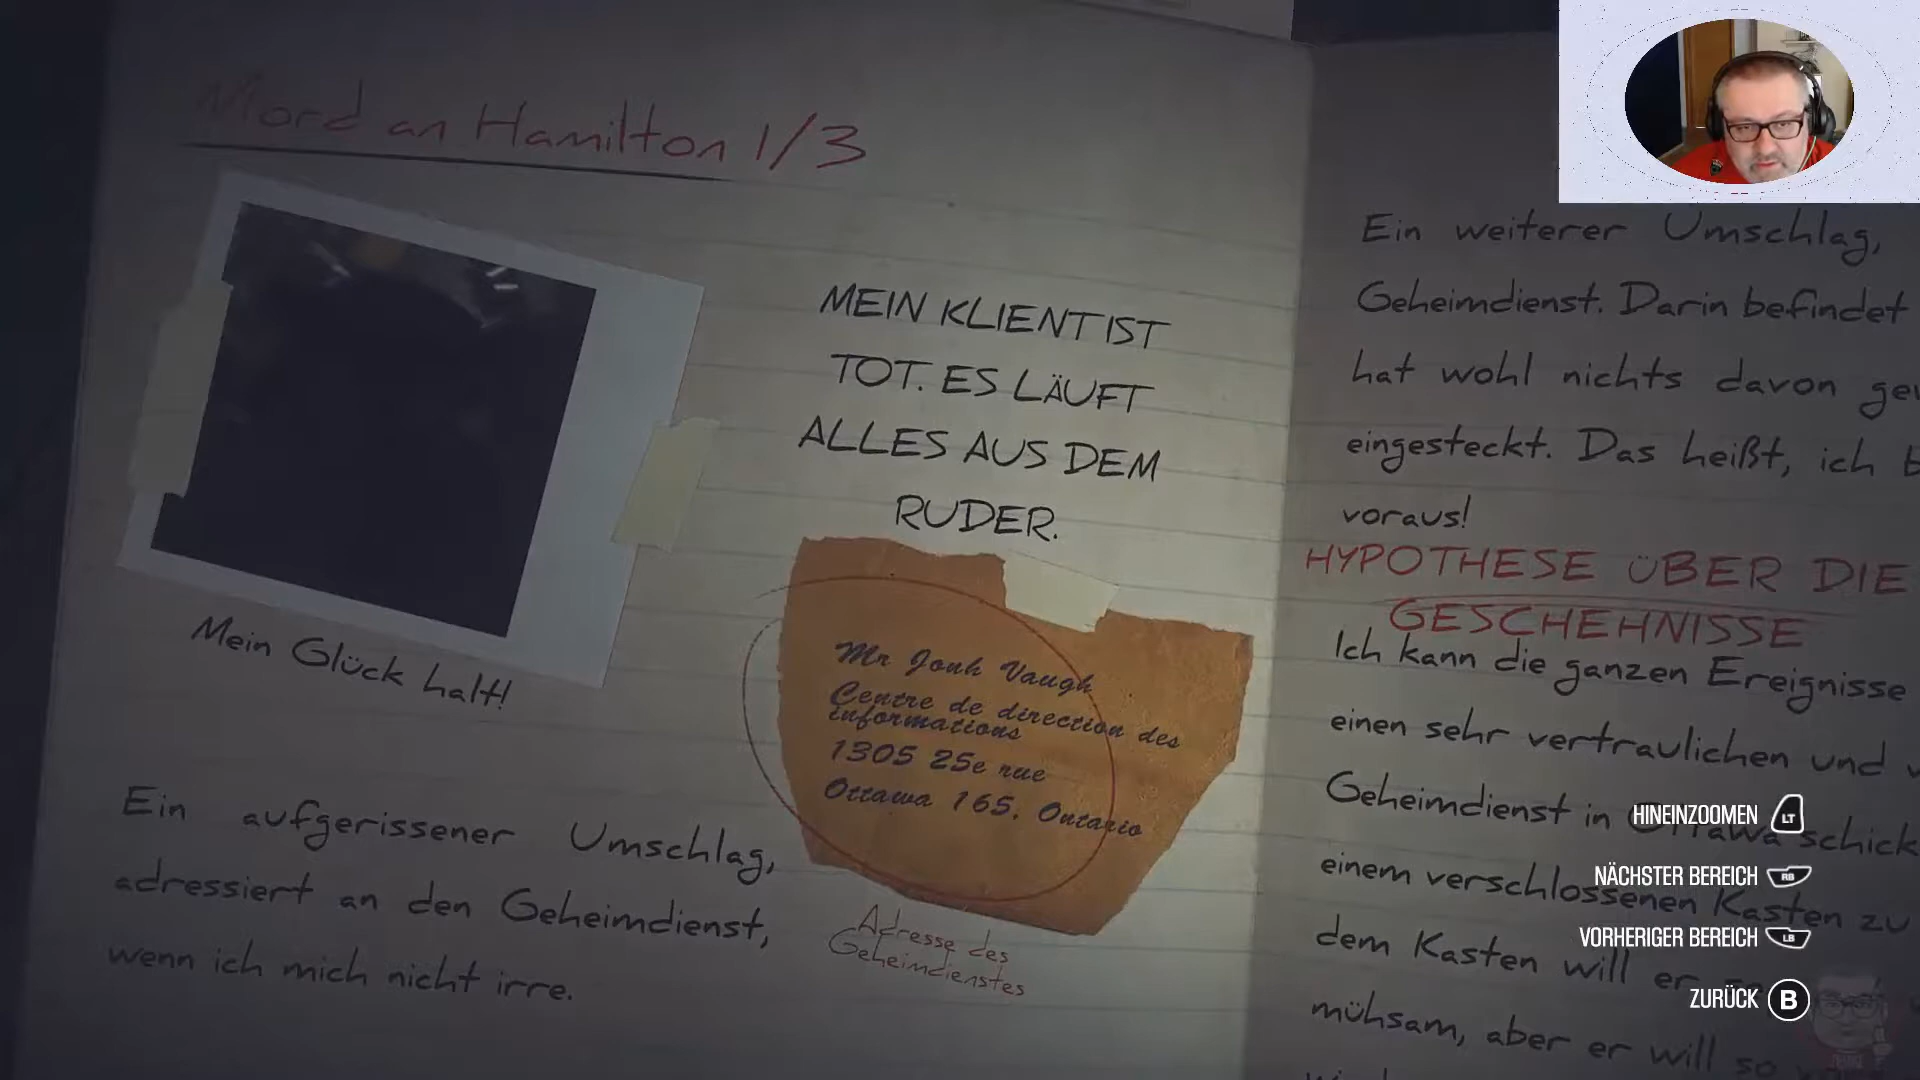 Mord an Hamilton 1/3
MEIN KLIENT IST
TOT. ES LÄUFT
ALLES AUS DEM
RUDER.
Mein Glück halt!
Mr Jonh Vaugh
Centre de direction des
informations
1305 25e rue
Ottawa 165, Ontario
Adresse des
Geheimdienstes
Ein aufgerissener Umschlag,
adressiert an den Geheimdienst,
wenn ich mich nicht irre.
Ein weiterer Umschlag,
Geheimdienst. Darin befindet
hat wohl nichts davon
eingesteckt. Das heißt, ich
voraus!
HYPOTHESE ÜBER DIE
GESCHEHNISSE
Ich kann die ganzen Ereignisse
einen sehr vertraulichen und
Geheimdienst in Ottawa schick
einem verschlossenen Kasten zu
dem Kasten will er
mühsam, aber er will so
HINEINZOOMEN LT
NÄCHSTER BEREICH RB
VORHERIGER BEREICH LB
ZURÜCK B